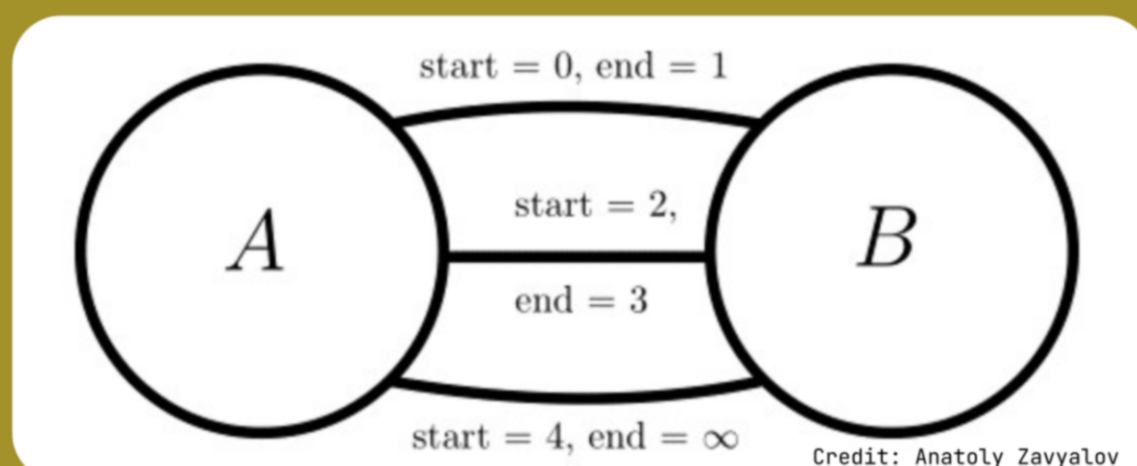 start = 0, end = 1
A
start = 2,
B
end = 3
start = 4, end = ∞
Credit: Anatoly Zavyalov